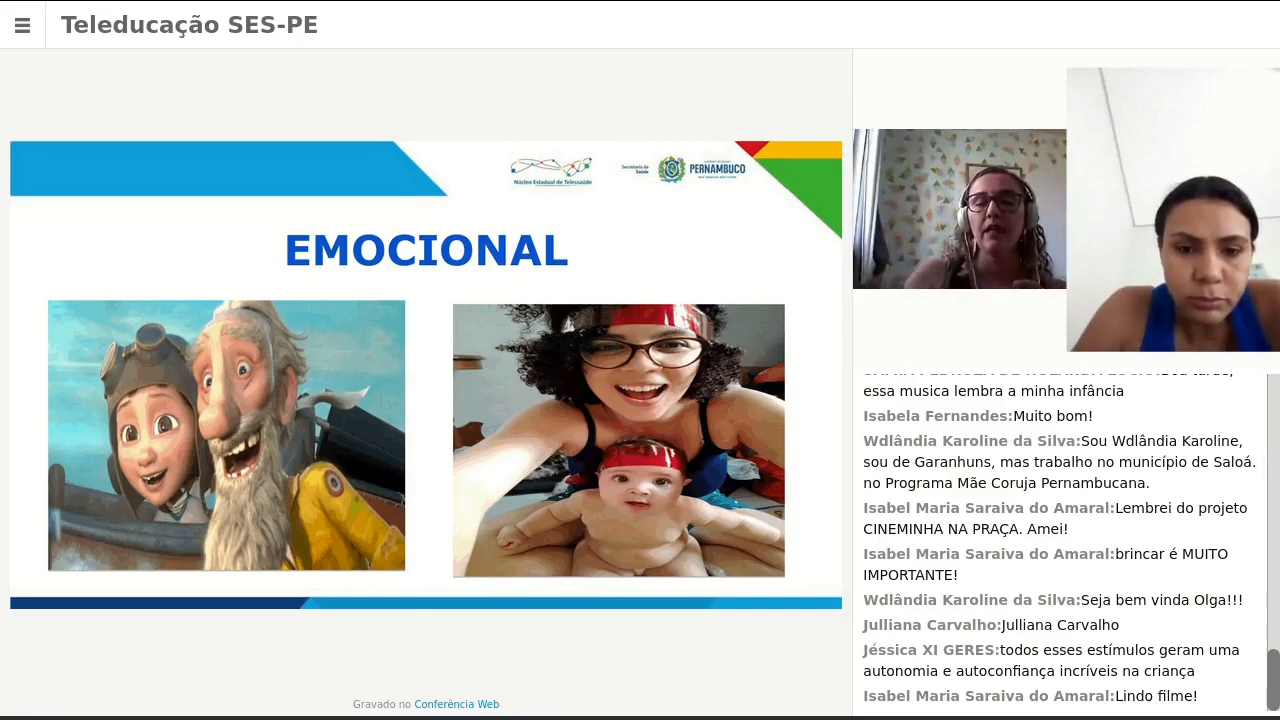 Teleducação SES-PE
Núcleo Estadual de Telessaúde
Secretaria de
Saúde
PERNAMBUCO
EMOCIONAL
essa musica lembra a minha infância
Isabela Fernandes:Muito bom!
Wdlândia Karoline da Silva:Sou Wdlândia Karoline,
sou de Garanhuns, mas trabalho no município de Saloá.
no Programa Mãe Coruja Pernambucana.
Isabel Maria Saraiva do Amaral:Lembrei do projeto
CINEMINHA NA PRAÇA. Amei!
Isabel Maria Saraiva do Amaral:brincar é MUITO
IMPORTANTE!
Wdlândia Karoline da Silva:Seja bem vinda Olga!!!
Julliana Carvalho:Julliana Carvalho
Jéssica XI GERES:todos esses estímulos geram uma
autonomia e autoconfiança incríveis na criança
Isabel Maria Saraiva do Amaral:Lindo filme!
Gravado no Conferência Web